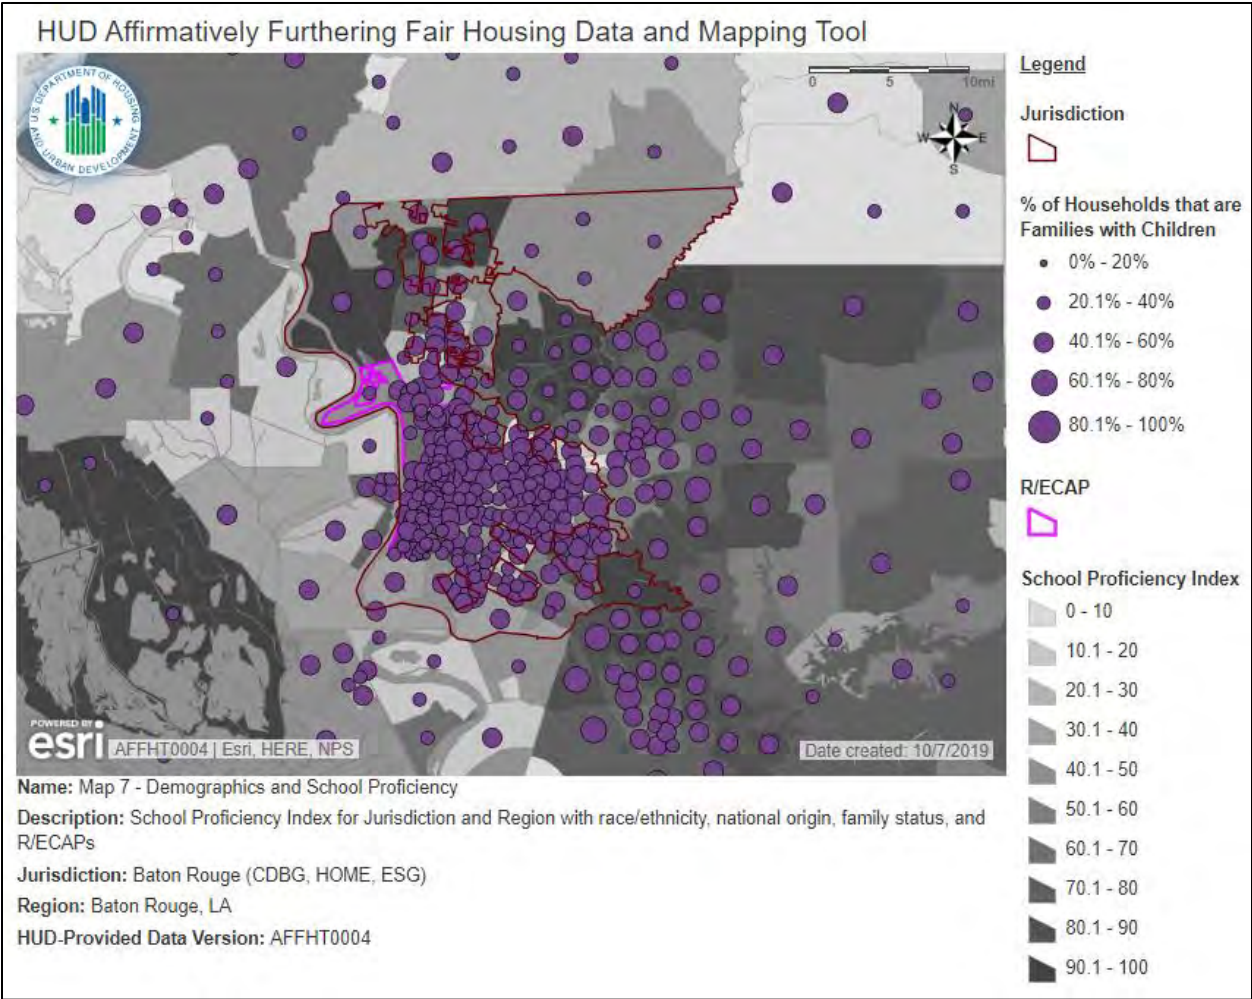 HUD Affirmatively Furthering Fair Housing Data and Mapping Tool
U.S. DEPARTMENT OF HOUSING
AND URBAN DEVELOPMENT
0 5 10mi
N
W E
S
POWERED BY
esri
AFFHT0004 | Esri, HERE, NPS
Date created: 10/7/2019
Legend
Jurisdiction
% of Households that are
Families with Children
0% - 20%
20.1% - 40%
40.1% - 60%
60.1% - 80%
80.1% - 100%
R/ECAP
School Proficiency Index
0 - 10
10.1 - 20
20.1 - 30
30.1 - 40
40.1 - 50
50.1 - 60
60.1 - 70
70.1 - 80
80.1 - 90
90.1 - 100
Name: Map 7 - Demographics and School Proficiency
Description: School Proficiency Index for Jurisdiction and Region with race/ethnicity, national origin, family status, and
R/ECAPs
Jurisdiction: Baton Rouge (CDBG, HOME, ESG)
Region: Baton Rouge, LA
HUD-Provided Data Version: AFFHT0004